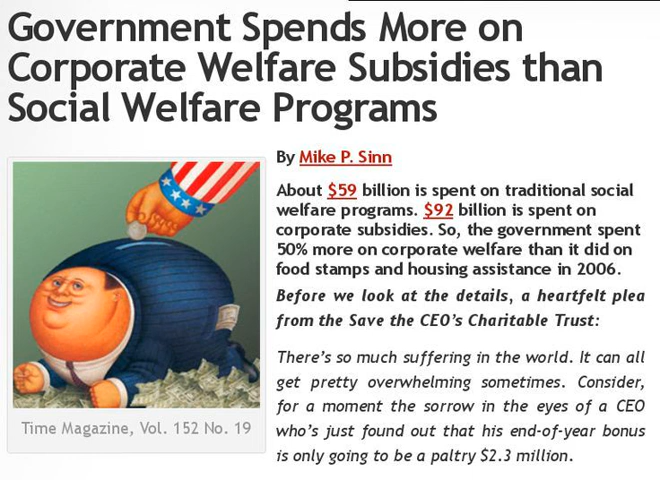 Government Spends More on
Corporate Welfare Subsidies than
Social Welfare Programs
By Mike P. Sinn
About $59 billion is spent on traditional social
welfare programs. $92 billion is spent on
corporate subsidies. So, the government spent
50% more on corporate welfare than it did on
food stamps and housing assistance in 2006.
Before we look at the details, a heartfelt plea
from the Save the CEO's Charitable Trust:
There's so much suffering in the world. It can all
get pretty overwhelming sometimes. Consider,
for a moment the sorrow in the eyes of a CEO
who's just found out that his end-of-year bonus
is only going to be a paltry $2.3 million.
Time Magazine, Vol. 152 No. 19